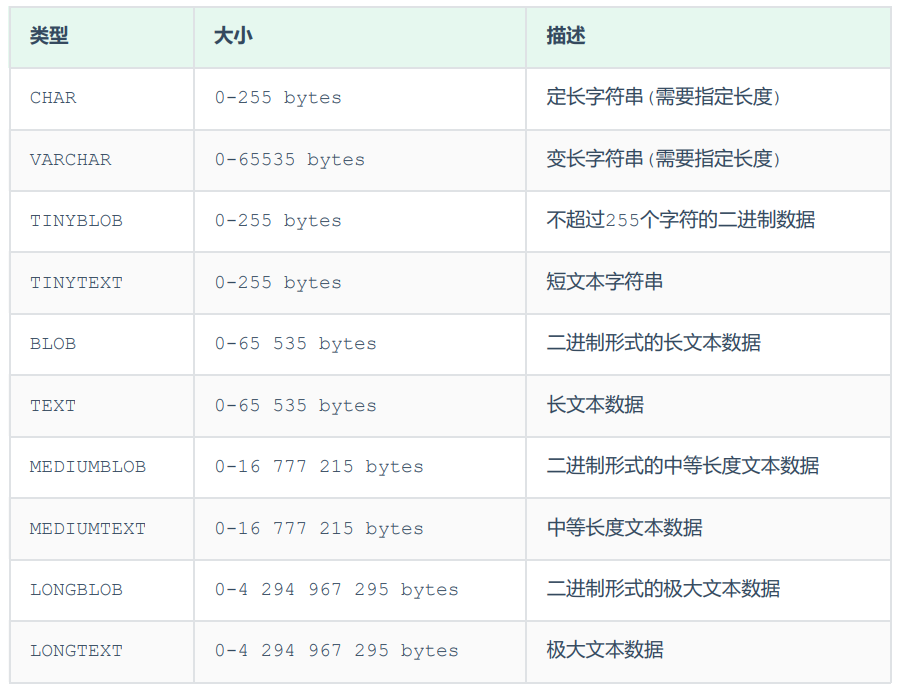 类型 大小 描述
CHAR 0-255 bytes 定长字符串(需要指定长度)
VARCHAR 0-65535 bytes 变长字符串(需要指定长度)
TINYBLOB 0-255 bytes 不超过255个字符的二进制数据
TINYTEXT 0-255 bytes 短文本字符串
BLOB 0-65 535 bytes 二进制形式的长文本数据
TEXT 0-65 535 bytes 长文本数据
MEDIUMBLOB 0-16 777 215 bytes 二进制形式的中等长度文本数据
MEDIUMTEXT 0-16 777 215 bytes 中等长度文本数据
LONGBLOB 0-4 294 967 295 bytes 二进制形式的极大文本数据
LONGTEXT 0-4 294 967 295 bytes 极大文本数据